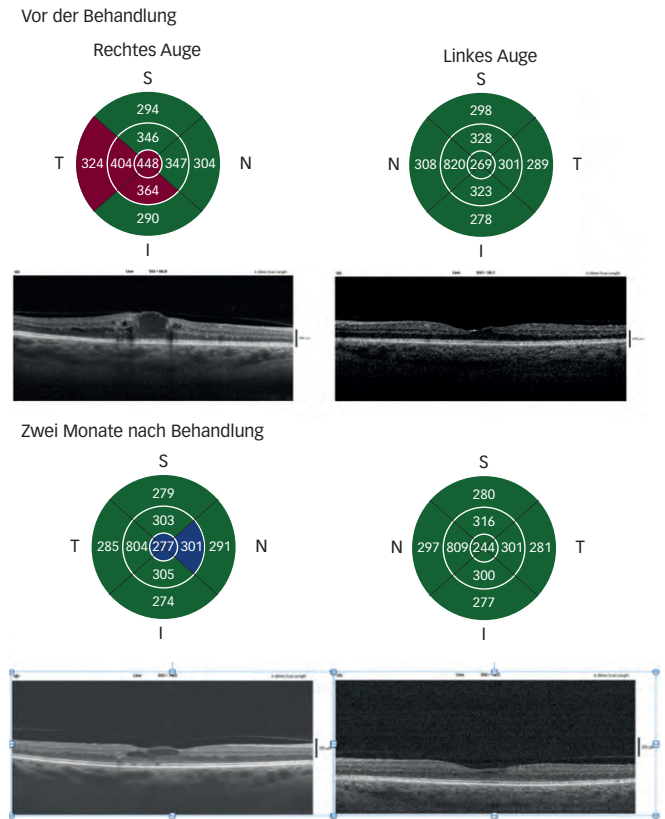 Vor der Behandlung
Rechtes Auge
Linkes Auge
S
S
294
298
346
328
T 324 404 448 347 304 N
N 308 820 269 301 289 T
364
323
290
278
I
I
Zwei Monate nach Behandlung
S
S
279
280
303
316
T 285 804 277 301 291 N
N 297 809 244 301 281 T
305
300
274
277
I
I